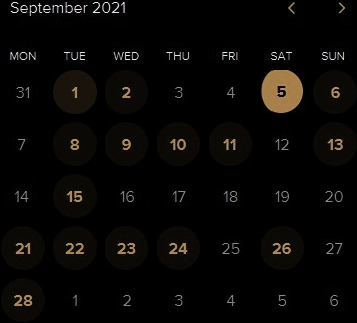 September 2021 < >
MON TUE WED THU FRI SAT SUN
31 1 2 3 4 5 6
7 8 9 10 11 12 13
14 15 16 17 18 19 20
21 22 23 24 25 26 27
28 1 2 3 4 5 6